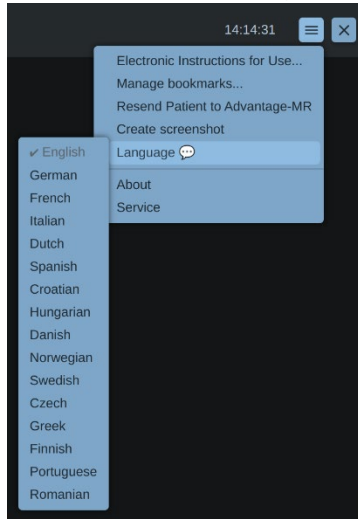 14:14:31
Electronic Instructions for Use...
Manage bookmarks...
Resend Patient to Advantage-MR
Create screenshot
Language 💬
About
Service
✔ English
German
French
Italian
Dutch
Spanish
Croatian
Hungarian
Danish
Norwegian
Swedish
Czech
Greek
Finnish
Portuguese
Romanian